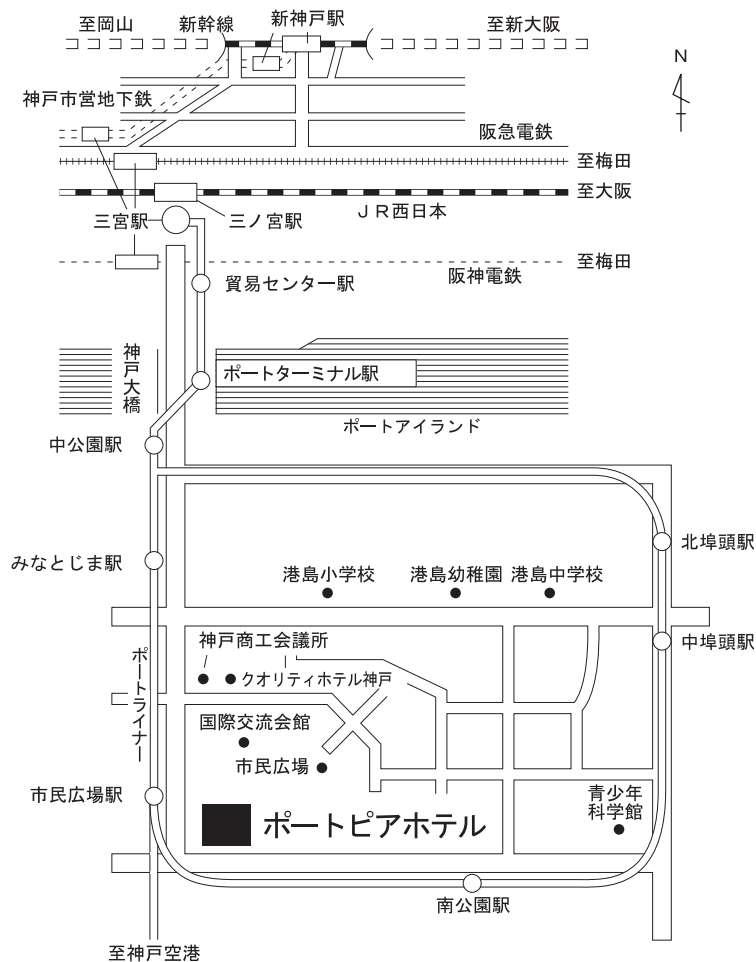 至岡山
新幹線
新神戸駅
至新大阪
N
神戸市営地下鉄
阪急電鉄
至梅田
至大阪
JR西日本
三宮駅
三ノ宮駅
至梅田
阪神電鉄
貿易センター駅
神戸大橋
ポートターミナル駅
ポートアイランド
中公園駅
北埠頭駅
みなとじま駅
港島小学校
港島幼稚園
港島中学校
中埠頭駅
神戸商工会議所
ポートライナー
クオリティホテル神戸
国際交流会館
市民広場
市民広場駅
青少年
科学館
ポートピアホテル
南公園駅
至神戸空港